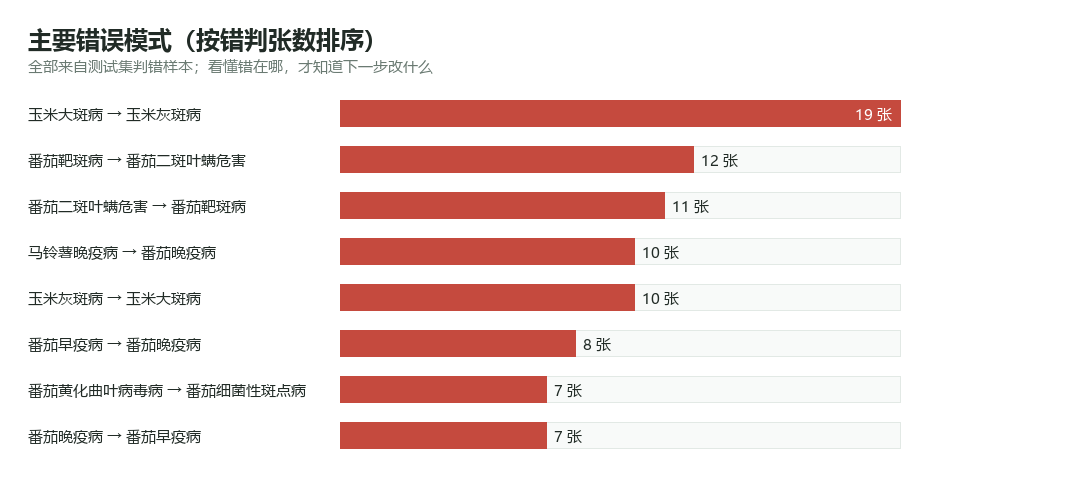 主要错误模式（按错判张数排序）
全部来自测试集判错样本；看懂错在哪，才知道下一步改什么
玉米大斑病 → 玉米灰斑病 19 张
番茄靶斑病 → 番茄二斑叶螨危害 12 张
番茄二斑叶螨危害 → 番茄靶斑病 11 张
马铃薯晚疫病 → 番茄晚疫病 10 张
玉米灰斑病 → 玉米大斑病 10 张
番茄早疫病 → 番茄晚疫病 8 张
番茄黄化曲叶病毒病 → 番茄细菌性斑点病 7 张
番茄晚疫病 → 番茄早疫病 7 张